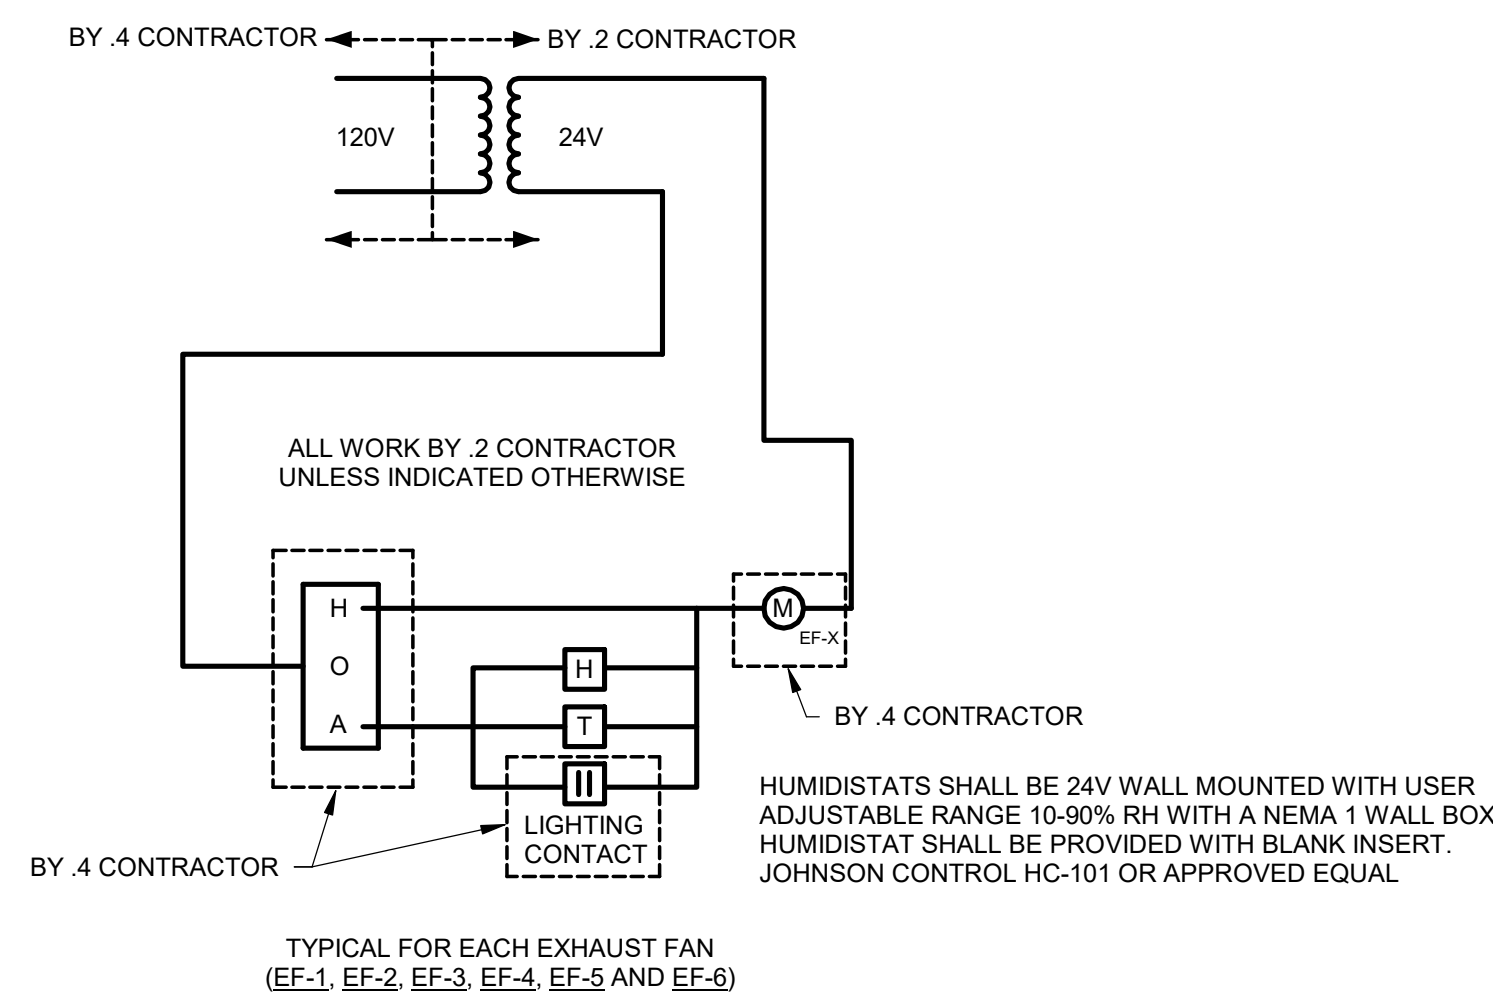 BY .4 CONTRACTOR
BY .2 CONTRACTOR
120V
24V
ALL WORK BY .2 CONTRACTOR
UNLESS INDICATED OTHERWISE
H
O
A
M
EF-X
H
T
LIGHTING
CONTACT
BY .4 CONTRACTOR
BY .4 CONTRACTOR
HUMIDISTATS SHALL BE 24V WALL MOUNTED WITH USER
ADJUSTABLE RANGE 10-90% RH WITH A NEMA 1 WALL BOX
HUMIDISTAT SHALL BE PROVIDED WITH BLANK INSERT.
JOHNSON CONTROL HC-101 OR APPROVED EQUAL
TYPICAL FOR EACH EXHAUST FAN
(EF-1, EF-2, EF-3, EF-4, EF-5 AND EF-6)